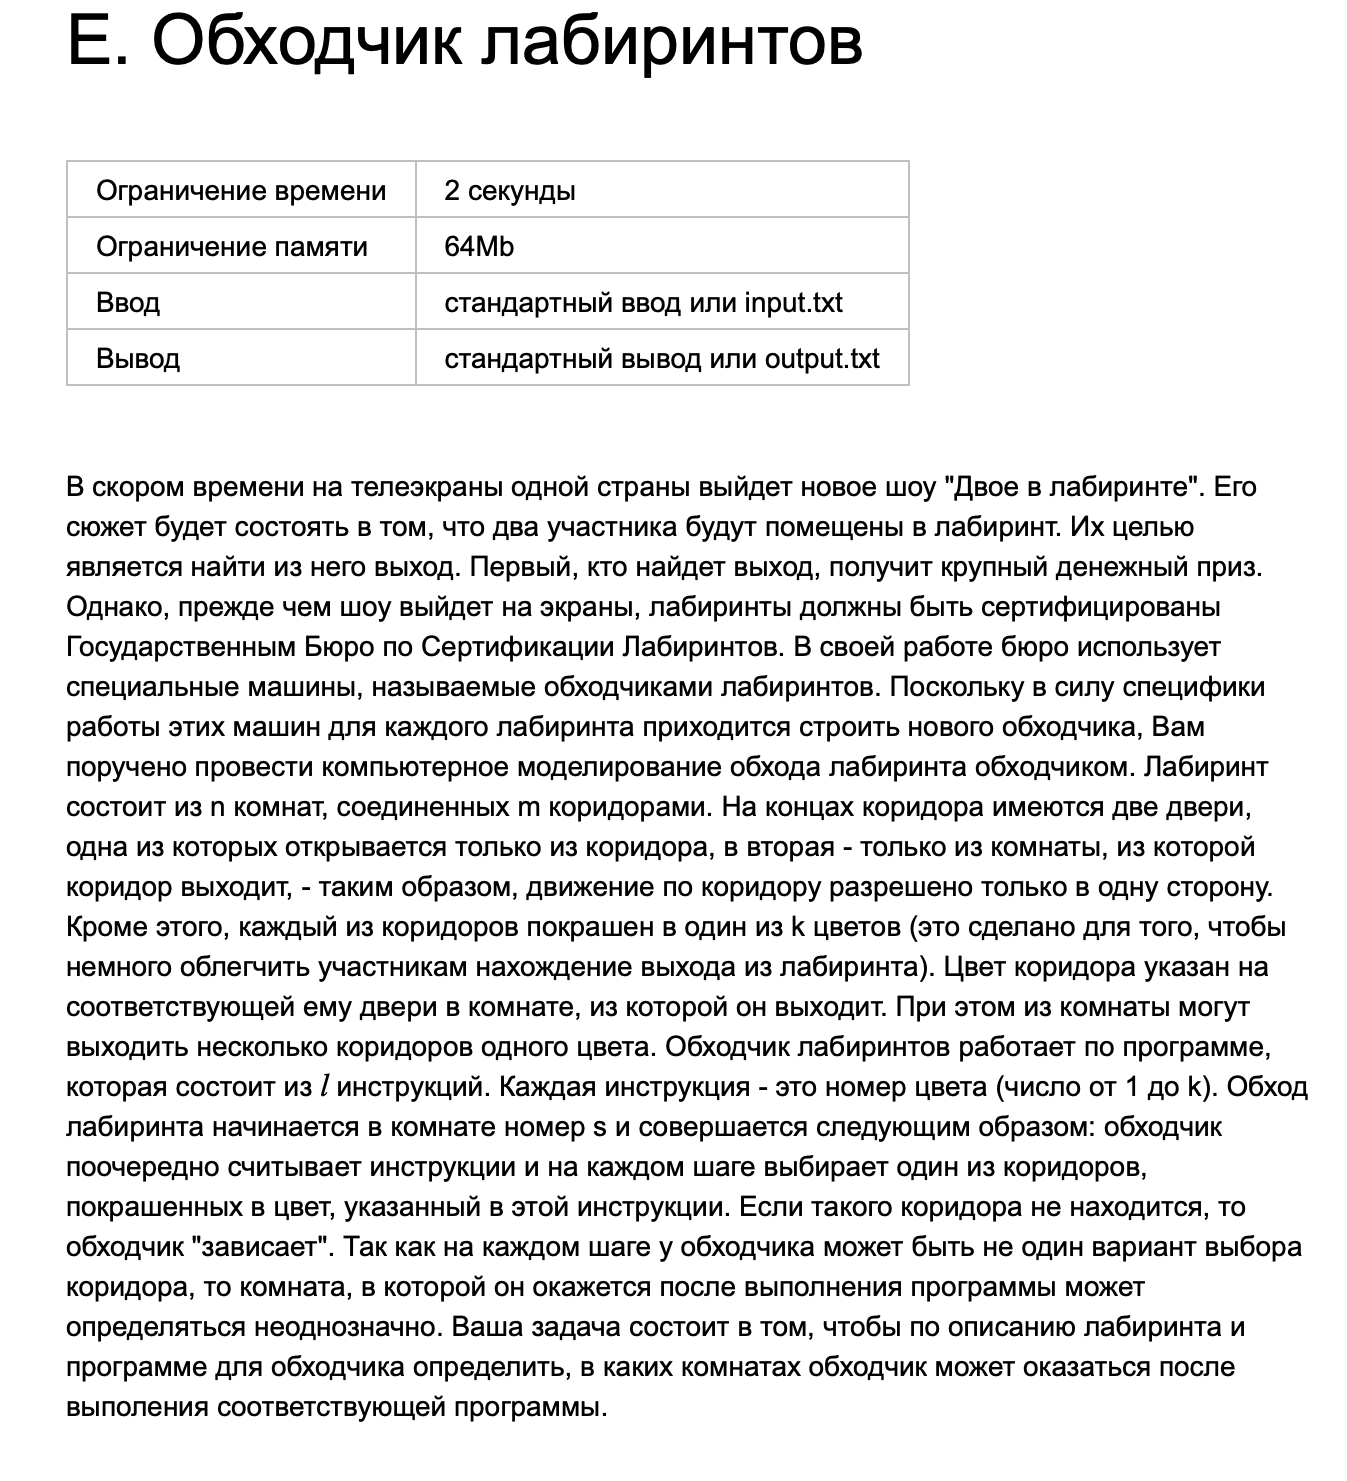 E. Обходчик лабиринтов
Ограничение времени 2 секунды
Ограничение памяти 64Mb
Ввод стандартный ввод или input.txt
Вывод стандартный вывод или output.txt
В скором времени на телеэкраны одной страны выйдет новое шоу "Двое в лабиринте". Его
сюжет будет состоять в том, что два участника будут помещены в лабиринт. Их целью
является найти из него выход. Первый, кто найдет выход, получит крупный денежный приз.
Однако, прежде чем шоу выйдет на экраны, лабиринты должны быть сертифицированы
Государственным Бюро по Сертификации Лабиринтов. В своей работе бюро использует
специальные машины, называемые обходчиками лабиринтов. Поскольку в силу специфики
работы этих машин для каждого лабиринта приходится строить нового обходчика, Вам
поручено провести компьютерное моделирование обхода лабиринта обходчиком. Лабиринт
состоит из n комнат, соединенных m коридорами. На концах коридора имеются две двери,
одна из которых открывается только из коридора, в вторая - только из комнаты, из которой
коридор выходит, - таким образом, движение по коридору разрешено только в одну сторону.
Кроме этого, каждый из коридоров покрашен в один из k цветов (это сделано для того, чтобы
немного облегчить участникам нахождение выхода из лабиринта). Цвет коридора указан на
соответствующей ему двери в комнате, из которой он выходит. При этом из комнаты могут
выходить несколько коридоров одного цвета. Обходчик лабиринтов работает по программе,
которая состоит из l инструкций. Каждая инструкция - это номер цвета (число от 1 до k). Обход
лабиринта начинается в комнате номер s и совершается следующим образом: обходчик
поочередно считывает инструкции и на каждом шаге выбирает один из коридоров,
покрашенных в цвет, указанный в этой инструкции. Если такого коридора не находится, то
обходчик "зависает". Так как на каждом шаге у обходчика может быть не один вариант выбора
коридора, то комната, в которой он окажется после выполнения программы может
определяться неоднозначно. Ваша задача состоит в том, чтобы по описанию лабиринта и
программе для обходчика определить, в каких комнатах обходчик может оказаться после
выполения соответствующей программы.